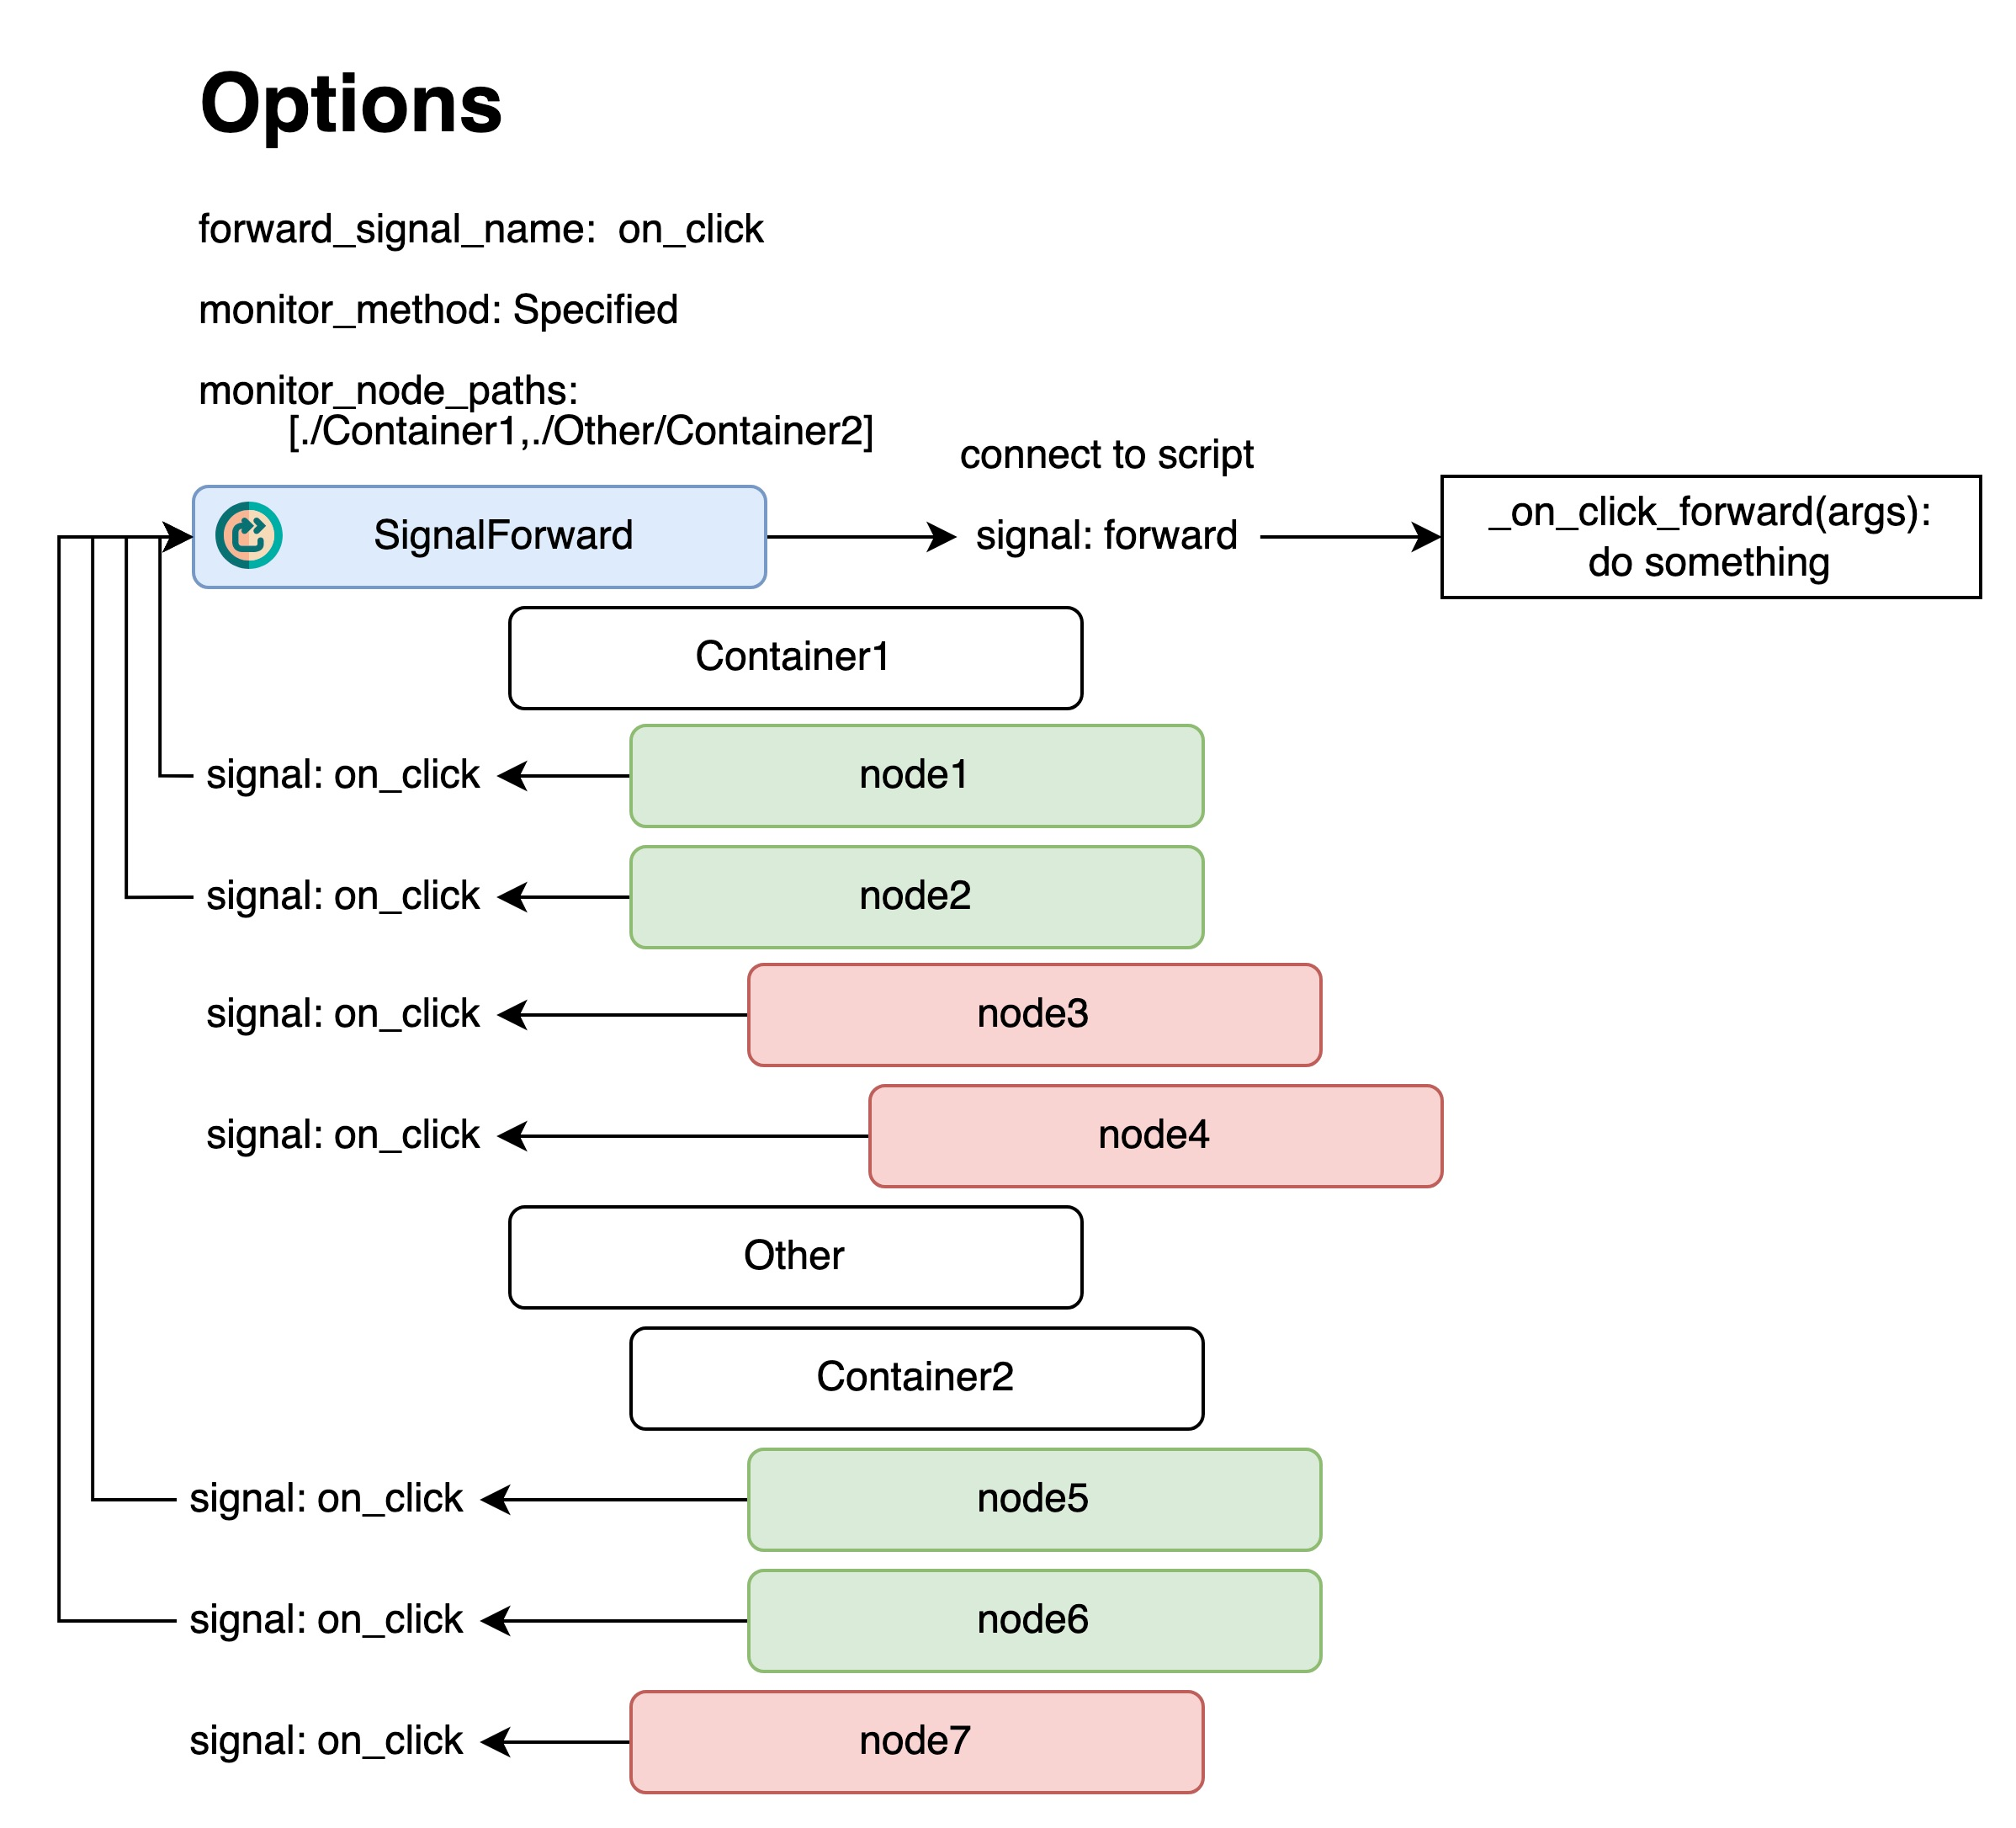 Options
forward_signal_name:  on_click
monitor_method: Specified
monitor_node_paths:
[./Container1,./Other/Container2]
connect to script
SignalForward
signal: forward
_on_click_forward(args):
do something
Container1
signal: on_click
node1
signal: on_click
node2
signal: on_click
node3
signal: on_click
node4
Other
Container2
signal: on_click
node5
signal: on_click
node6
signal: on_click
node7